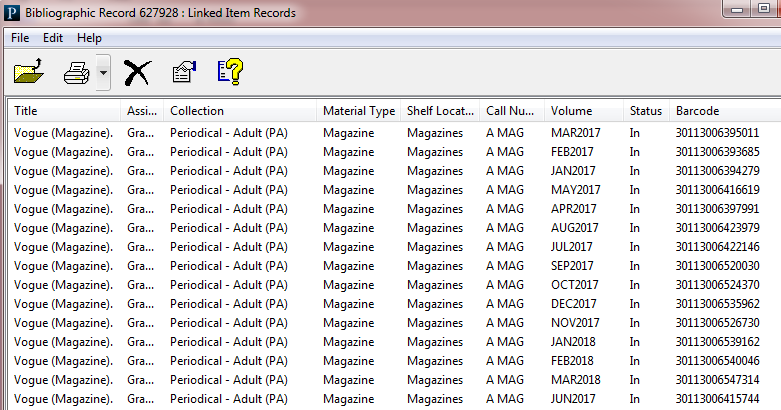 P Bibliographic Record 627928 : Linked Item Records
File Edit Help
Title Assi... Collection Material Type Shelf Locat... Call Nu... Volume Status Barcode
Vogue (Magazine). Gra... Periodical - Adult (PA) Magazine Magazines A MAG MAR2017 In 30113006395011
Vogue (Magazine). Gra... Periodical - Adult (PA) Magazine Magazines A MAG FEB2017 In 30113006393685
Vogue (Magazine). Gra... Periodical - Adult (PA) Magazine Magazines A MAG JAN2017 In 30113006394279
Vogue (Magazine). Gra... Periodical - Adult (PA) Magazine Magazines A MAG MAY2017 In 30113006416619
Vogue (Magazine). Gra... Periodical - Adult (PA) Magazine Magazines A MAG APR2017 In 30113006397991
Vogue (Magazine). Gra... Periodical - Adult (PA) Magazine Magazines A MAG AUG2017 In 30113006423979
Vogue (Magazine). Gra... Periodical - Adult (PA) Magazine Magazines A MAG JUL2017 In 30113006422146
Vogue (Magazine). Gra... Periodical - Adult (PA) Magazine Magazines A MAG SEP2017 In 30113006520030
Vogue (Magazine). Gra... Periodical - Adult (PA) Magazine Magazines A MAG OCT2017 In 30113006524370
Vogue (Magazine). Gra... Periodical - Adult (PA) Magazine Magazines A MAG DEC2017 In 30113006535962
Vogue (Magazine). Gra... Periodical - Adult (PA) Magazine Magazines A MAG NOV2017 In 30113006526730
Vogue (Magazine). Gra... Periodical - Adult (PA) Magazine Magazines A MAG JAN2018 In 30113006539162
Vogue (Magazine). Gra... Periodical - Adult (PA) Magazine Magazines A MAG FEB2018 In 30113006540046
Vogue (Magazine). Gra... Periodical - Adult (PA) Magazine Magazines A MAG MAR2018 In 30113006547314
Vogue (Magazine). Gra... Periodical - Adult (PA) Magazine Magazines A MAG JUN2017 In 30113006415744